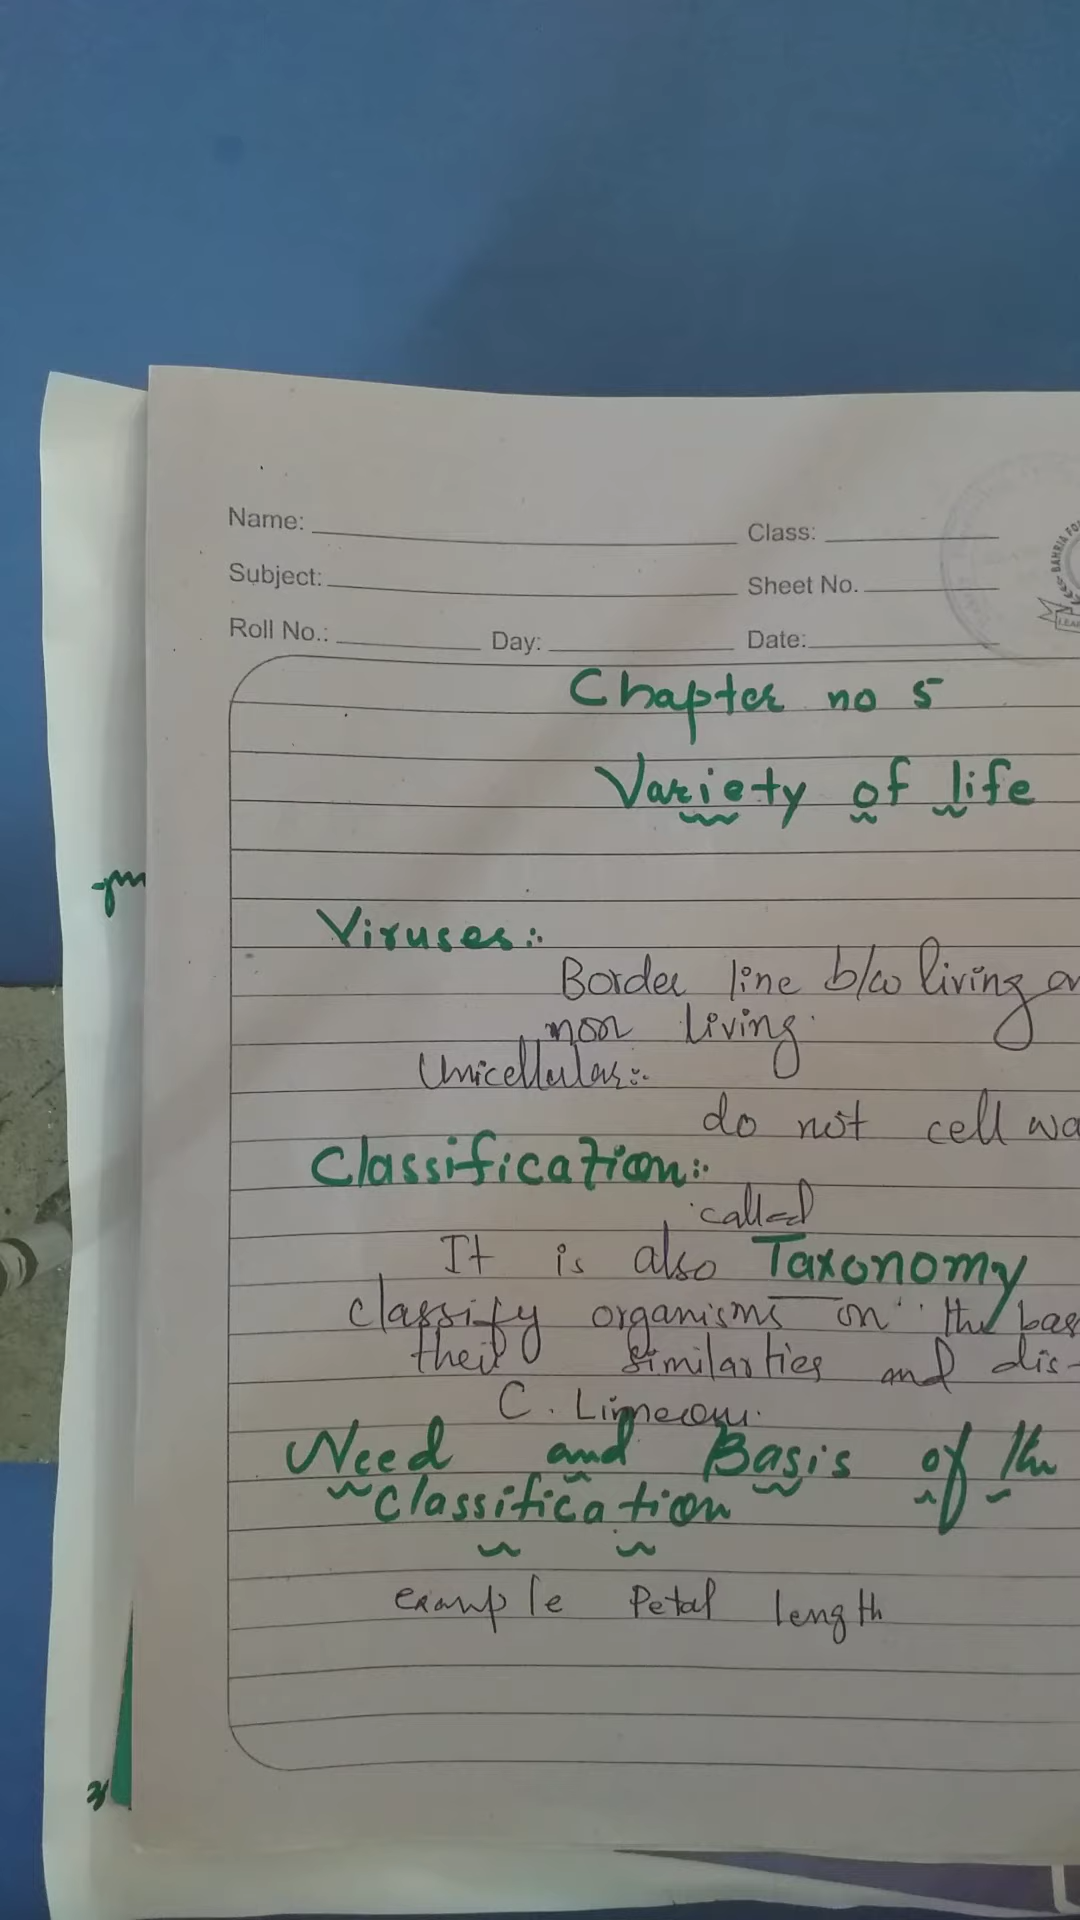 Name: Class:
Subject: Sheet No.
Roll No.: Day: Date:
BAHRIA
Chapter no 5
Variety of life
Viruses:
Border line b/w living
non living.
Unicellular:
do not cell
Classification:
called
It is also Taxonomy
classify organisms on the
their similarties and dis-
C.
Need and Basis of the
Classification
example Petal length